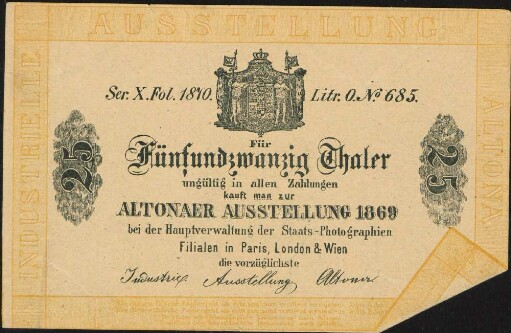 AUSSTELLUNG
INDUSTRIELLE
ALTONA
Ser. X. Fol. 1810.
Litr. O. No 685.
25
25
Für
Fünfundzwanzig Thaler
ungültig in allen Zahlungen
kauft man zur
ALTONAER AUSSTELLUNG 1869
bei der Hauptverwaltung der Staats-Photographien
Filialen in Paris, London & Wien
die vorzüglichste
Industrie Ausstellung Altona